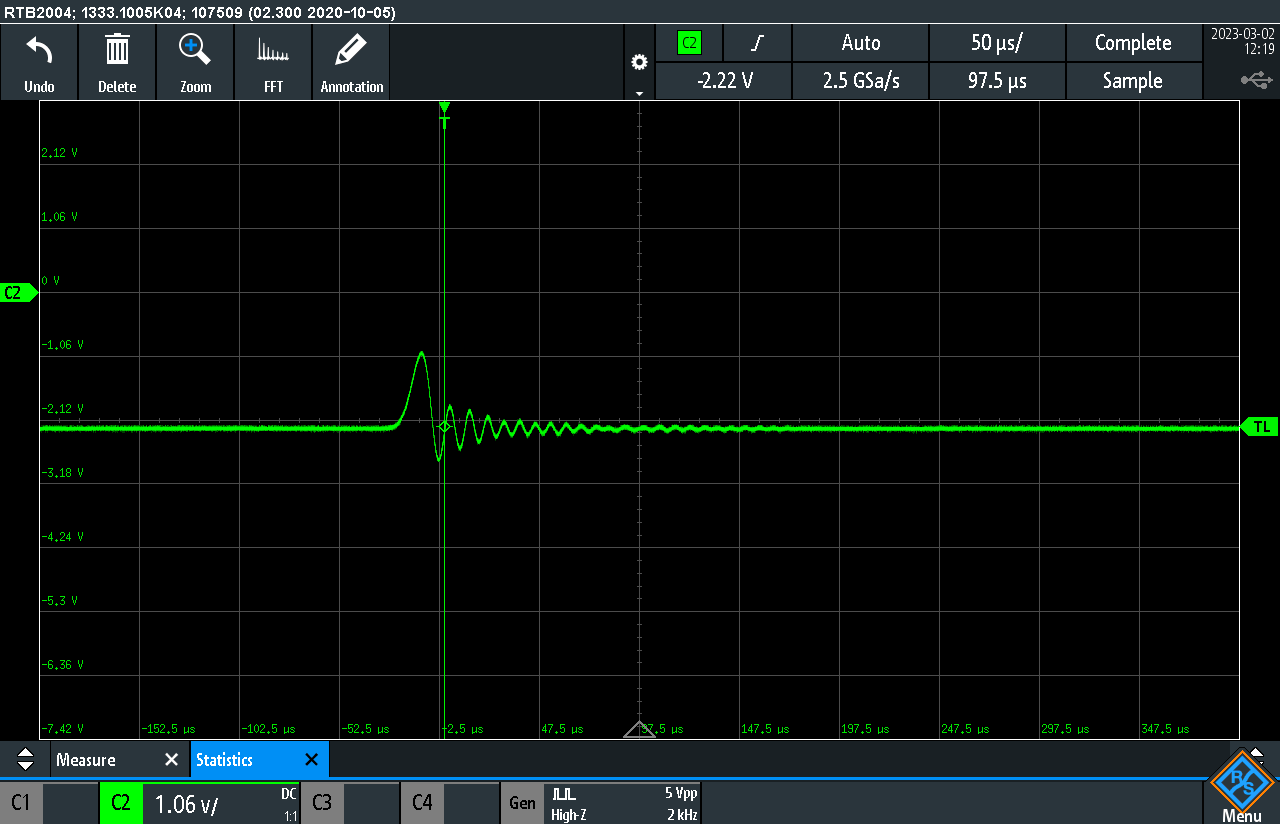 RTB2004; 1333.1005K04; 107509 (02.300 2020-10-05)
Undo
Delete
Zoom
FFT
Annotation
C2
Auto
50 µs/
Complete
-2.22 V
2.5 GSa/s
97.5 µs
Sample
2023-03-02
12:19
T
2.12 V
1.06 V
0 V
C2
-1.06 V
-2.12 V
TL
-3.18 V
-4.24 V
-5.3 V
-6.36 V
-7.42 V
-152.5 µs
-102.5 µs
-52.5 µs
-2.5 µs
47.5 µs
97.5 µs
147.5 µs
197.5 µs
247.5 µs
297.5 µs
347.5 µs
Measure
Statistics
C1
C2
1.06 V/
DC
1:1
C3
C4
Gen
High-Z
5 Vpp
2 kHz
R S
Menu